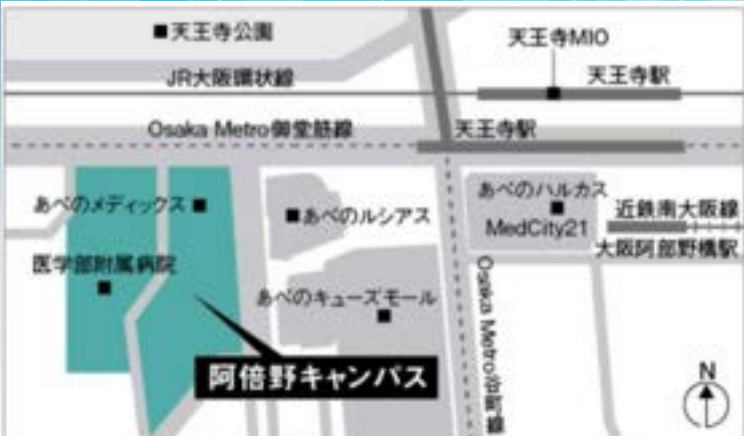 ■天王寺公園
天王寺MIO
JR大阪環状線
天王寺駅
Osaka Metro御堂筋線
天王寺駅
あべのメディックス■
■あべのルシアス
あべのハルカス
MedCity21
近鉄南大阪線
大阪阿部野橋駅
医学部附属病院
あべのキューズモール
Osaka Metro谷町線
阿倍野キャンパス
N